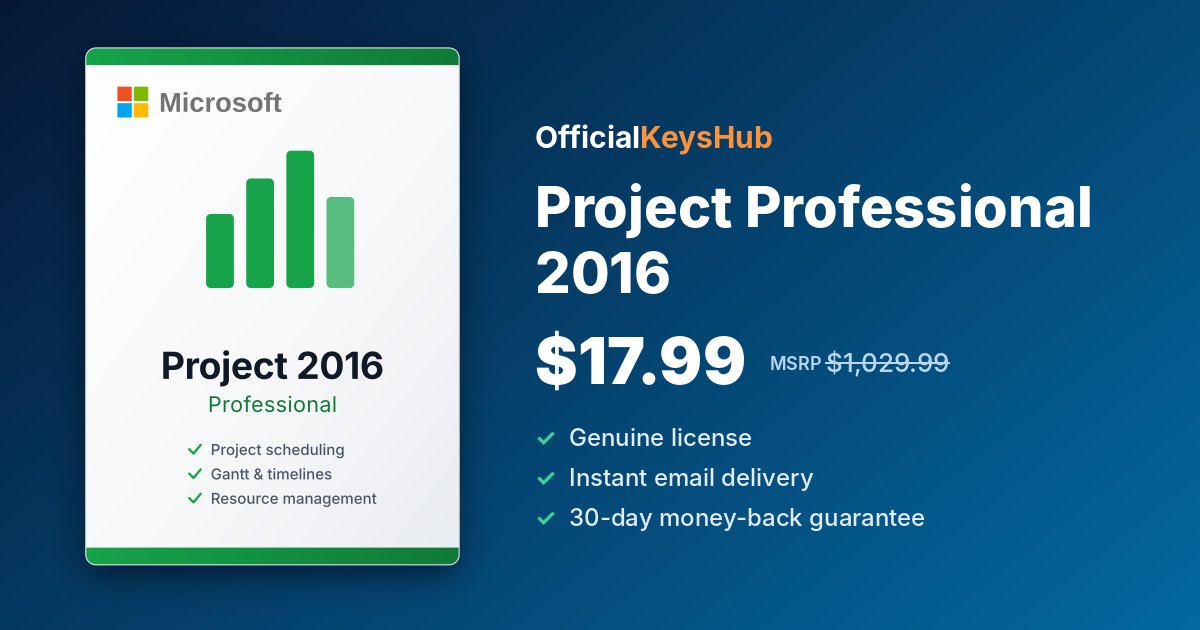 Microsoft
Project 2016
Professional
Project scheduling
Gantt & timelines
Resource management
OfficialKeysHub
Project Professional
2016
$17.99 MSRP $1,029.99
Genuine license
Instant email delivery
30-day money-back guarantee